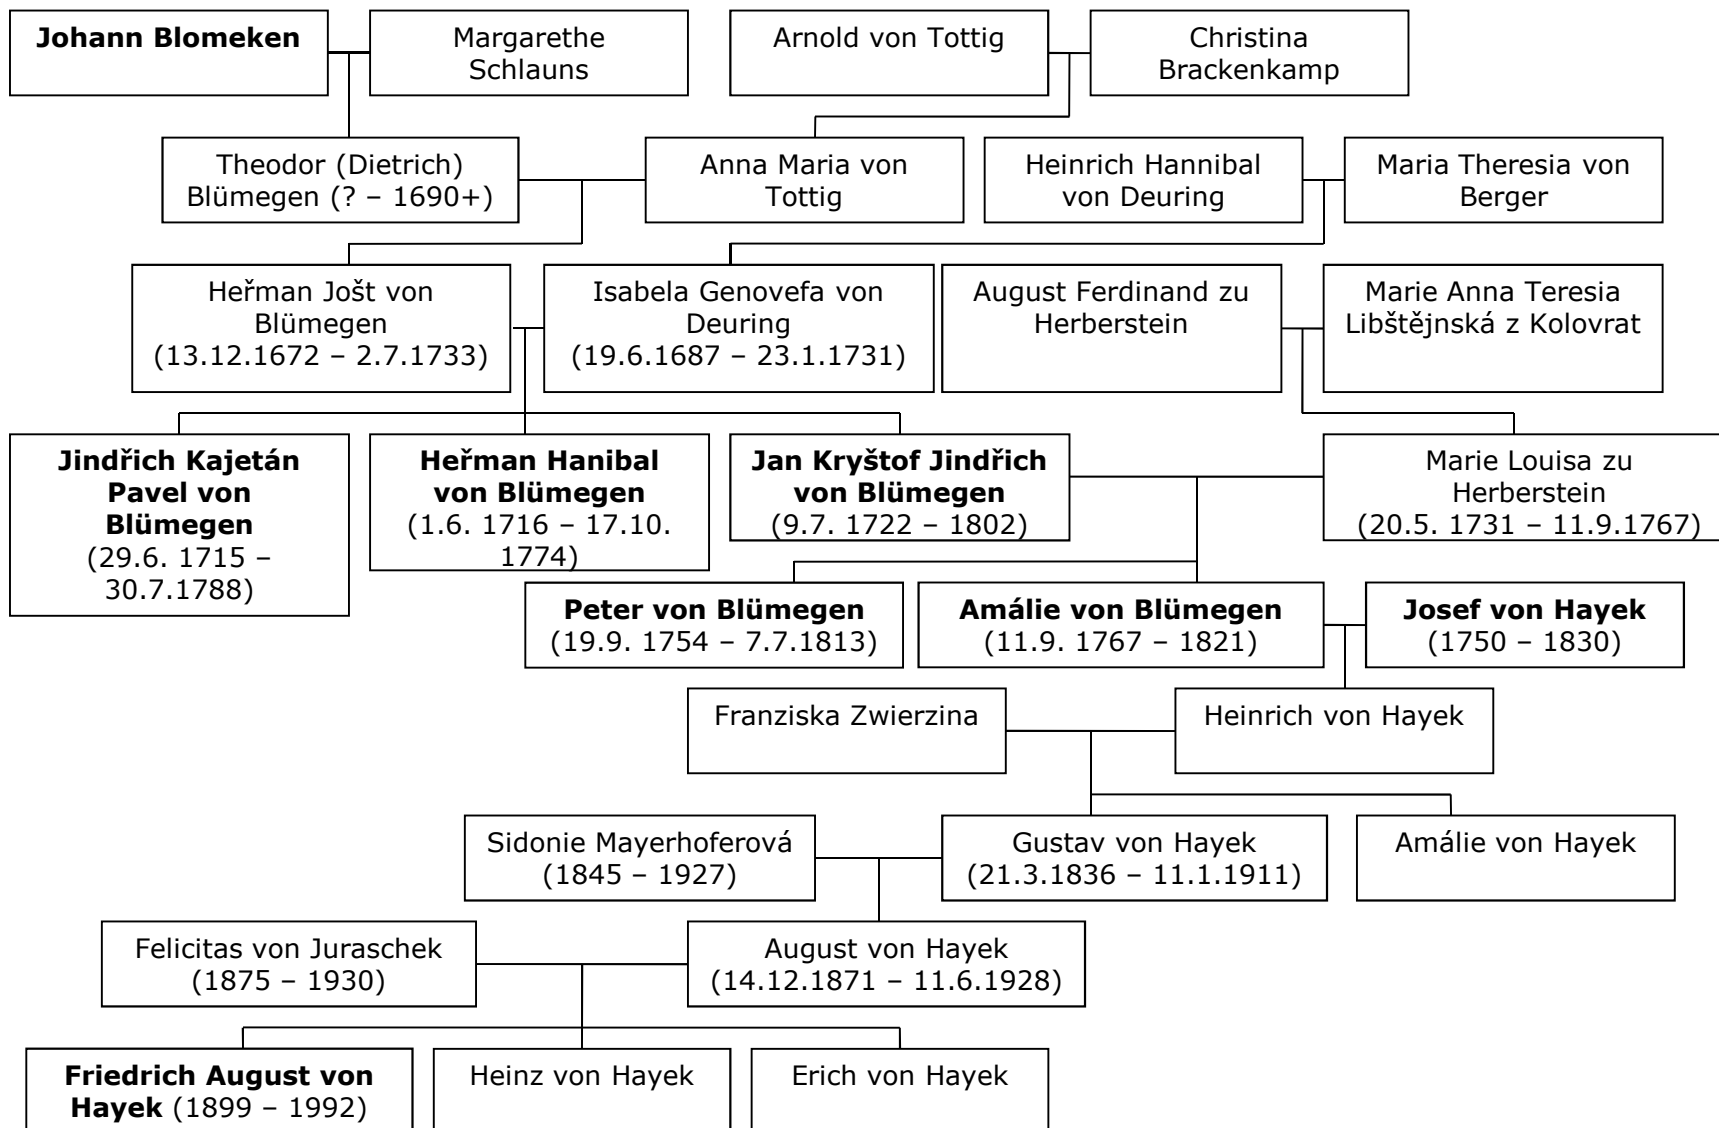 Johann Blomeken
Margarethe
Schlauns
Arnold von Tottig
Christina
Brackenkamp
Theodor (Dietrich)
Blümegen (? – 1690+)
Anna Maria von
Tottig
Heinrich Hannibal
von Deuring
Maria Theresia von
Berger
Heřman Jošt von
Blümegen
(13.12.1672 – 2.7.1733)
Isabela Genovefa von
Deuring
(19.6.1687 – 23.1.1731)
August Ferdinand zu
Herberstein
Marie Anna Teresia
Libštějnská z Kolovrat
Jindřich Kajetán
Pavel von
Blümegen
(29.6. 1715 –
30.7.1788)
Heřman Hanibal
von Blümegen
(1.6. 1716 – 17.10.
1774)
Jan Kryštof Jindřich
von Blümegen
(9.7. 1722 – 1802)
Marie Louisa zu
Herberstein
(20.5. 1731 – 11.9.1767)
Peter von Blümegen
(19.9. 1754 – 7.7.1813)
Amálie von Blümegen
(11.9. 1767 – 1821)
Josef von Hayek
(1750 – 1830)
Franziska Zwierzina
Heinrich von Hayek
Sidonie Mayerhoferová
(1845 – 1927)
Gustav von Hayek
(21.3.1836 – 11.1.1911)
Amálie von Hayek
Felicitas von Juraschek
(1875 – 1930)
August von Hayek
(14.12.1871 – 11.6.1928)
Friedrich August von
Hayek (1899 – 1992)
Heinz von Hayek
Erich von Hayek